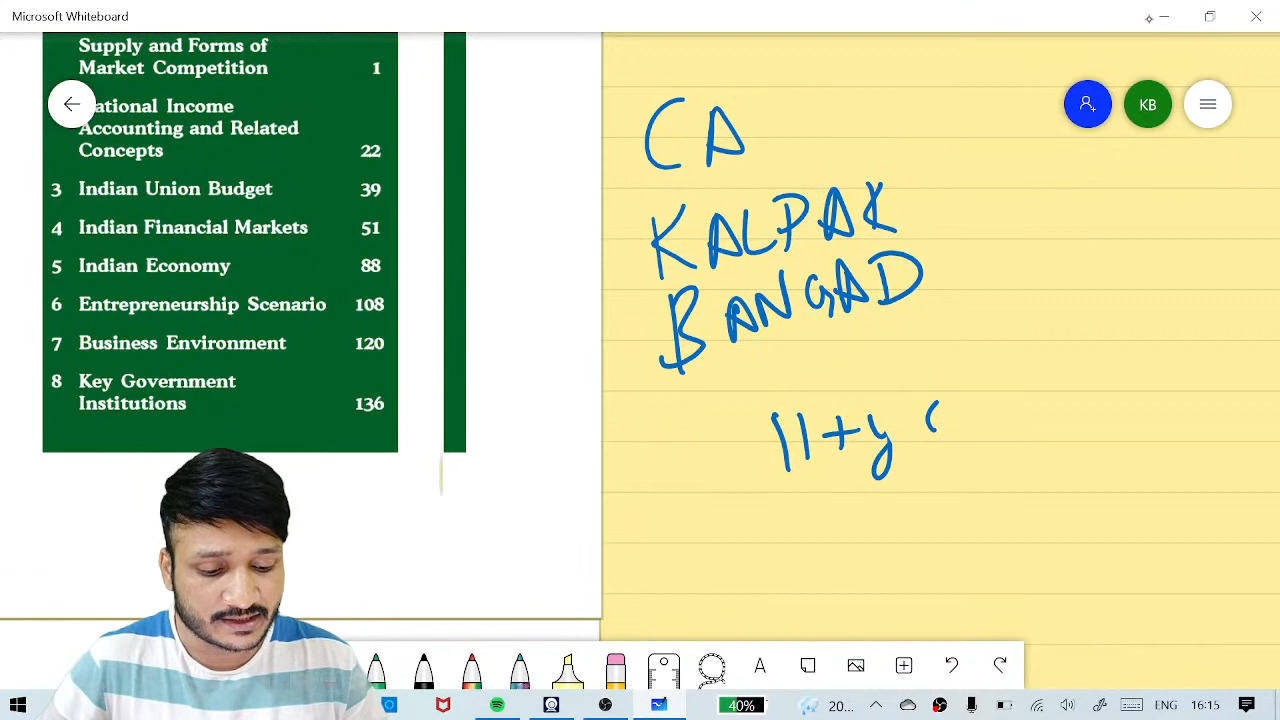 Microsoft Whiteboard
Supply and Forms of
Market Competition 1
ational Income
Accounting and Related
Concepts 22
3 Indian Union Budget 39
4 Indian Financial Markets 51
5 Indian Economy 88
6 Entrepreneurship Scenario 108
7 Business Environment 120
8 Key Government
Institutions 136
CA
KALPAK
BANGAD
11+y
KB
A
40%
20...
ENG
16:15